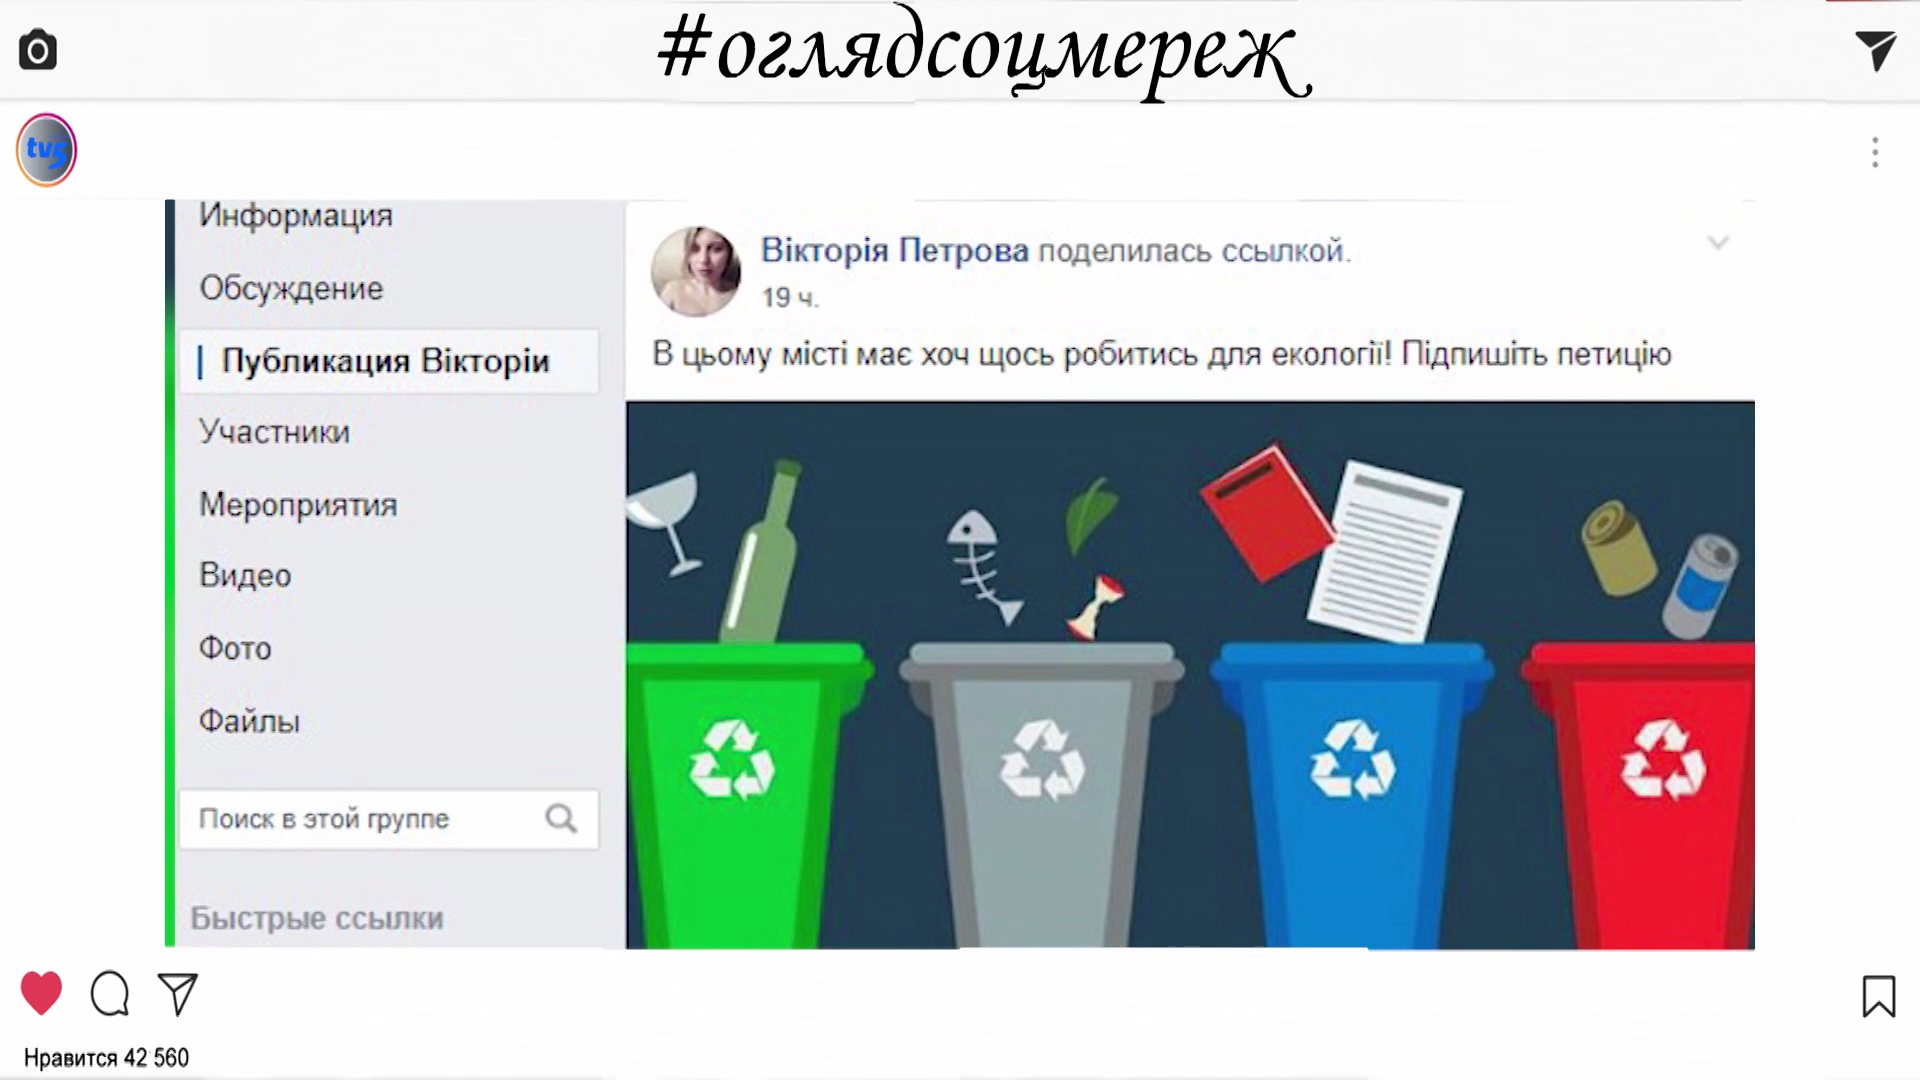 #оглядсоцмереж
tv5
Информация
Обсуждение
Публикация Вікторіи
Участники
Мероприятия
Видео
Фото
Файлы
Поиск в этой группе
Быстрые ссылки
Вікторія Петрова поделилась ссылкой.
19 ч.
В цьому місті має хоч щось робитись для екології! Підпишіть петицію
Нравится 42 560